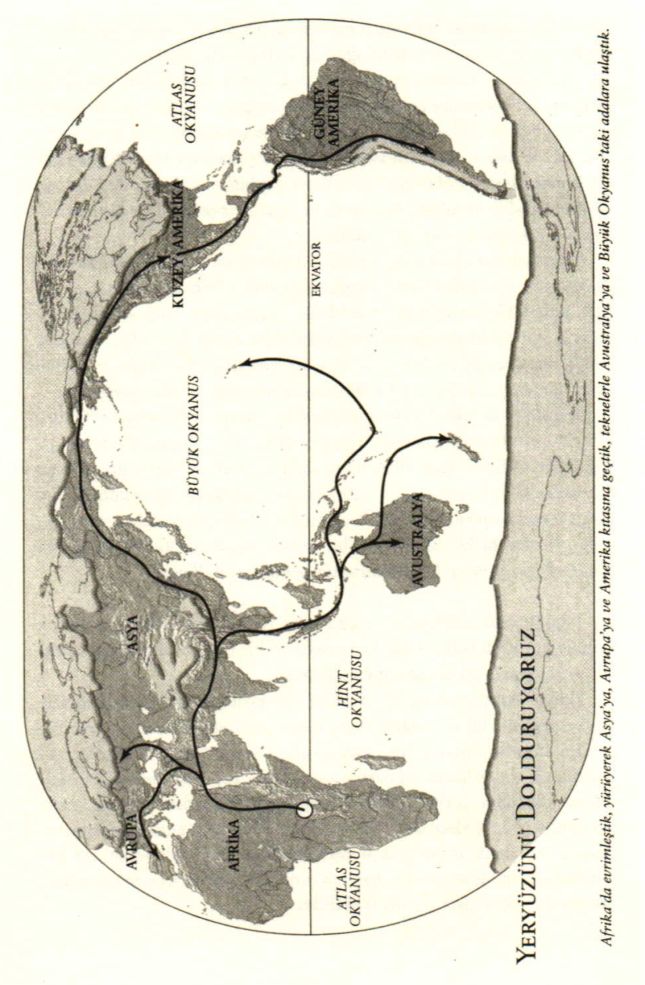 ATLAS
OKYANUSU
GÜNEY
AMERİKA
KUZEY AMERİKA
EKVATOR
BÜYÜK OKYANUS
AVUSTRALYA
ASYA
HİNT
OKYANUSU
AVRUPA
AFRİKA
ATLAS
OKYANUSU
YERYÜZÜNÜ DOLDURUYORUZ
Afrika'da evrimleştik, yürüyerek Asya'ya, Avrupa'ya ve Amerika kıtasına geçtik, teknelerle Avustralya'ya ve Büyük Okyanus'taki adalara ulaştık.